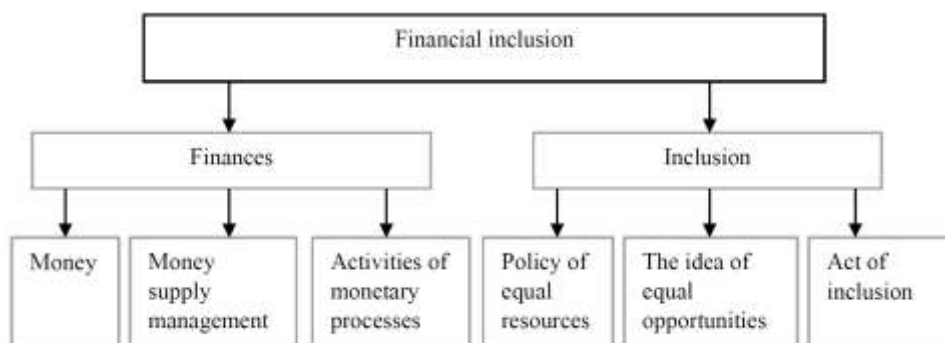 Financial inclusion
Finances
Inclusion
Money
Money
supply
management
Activities of
monetary
processes
Policy of
equal
resources
The idea of
equal
opportunities
Act of
inclusion